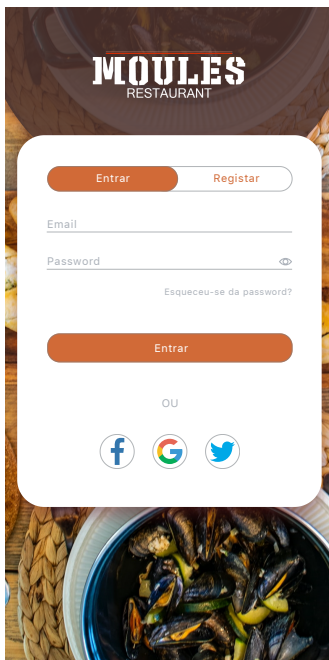 MOULES
RESTAURANT
Entrar Registar
Email
Password
Esqueceu-se da password?
Entrar
OU